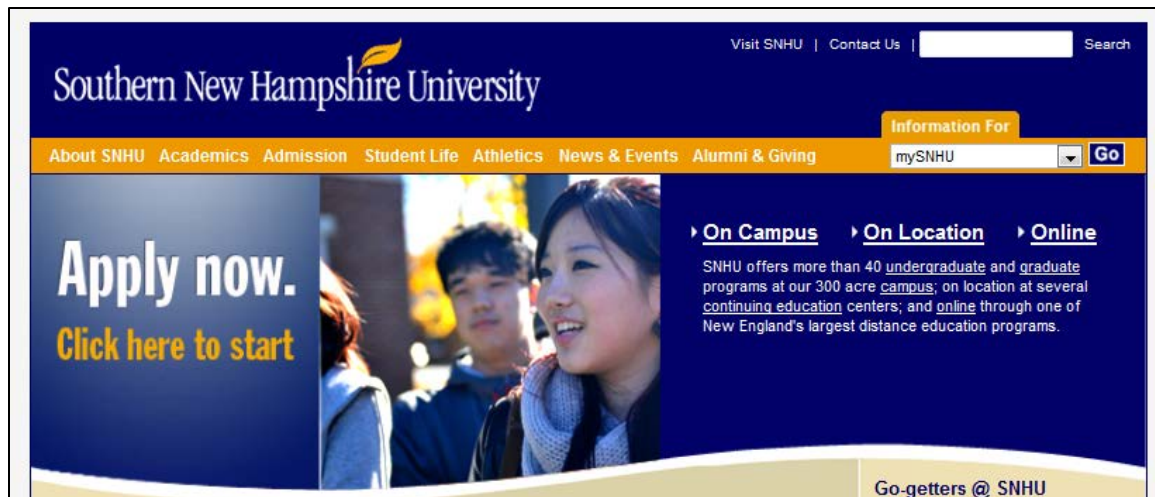 Visit SNHU | Contact Us | Search
Southern New Hampshire University
Information For
About SNHU Academics Admission Student Life Athletics News & Events Alumni & Giving mySNHU Go
Apply now.
Click here to start
On Campus On Location Online
SNHU offers more than 40 undergraduate and graduate
programs at our 300 acre campus; on location at several
continuing education centers; and online through one of
New England's largest distance education programs.
Go-getters @ SNHU